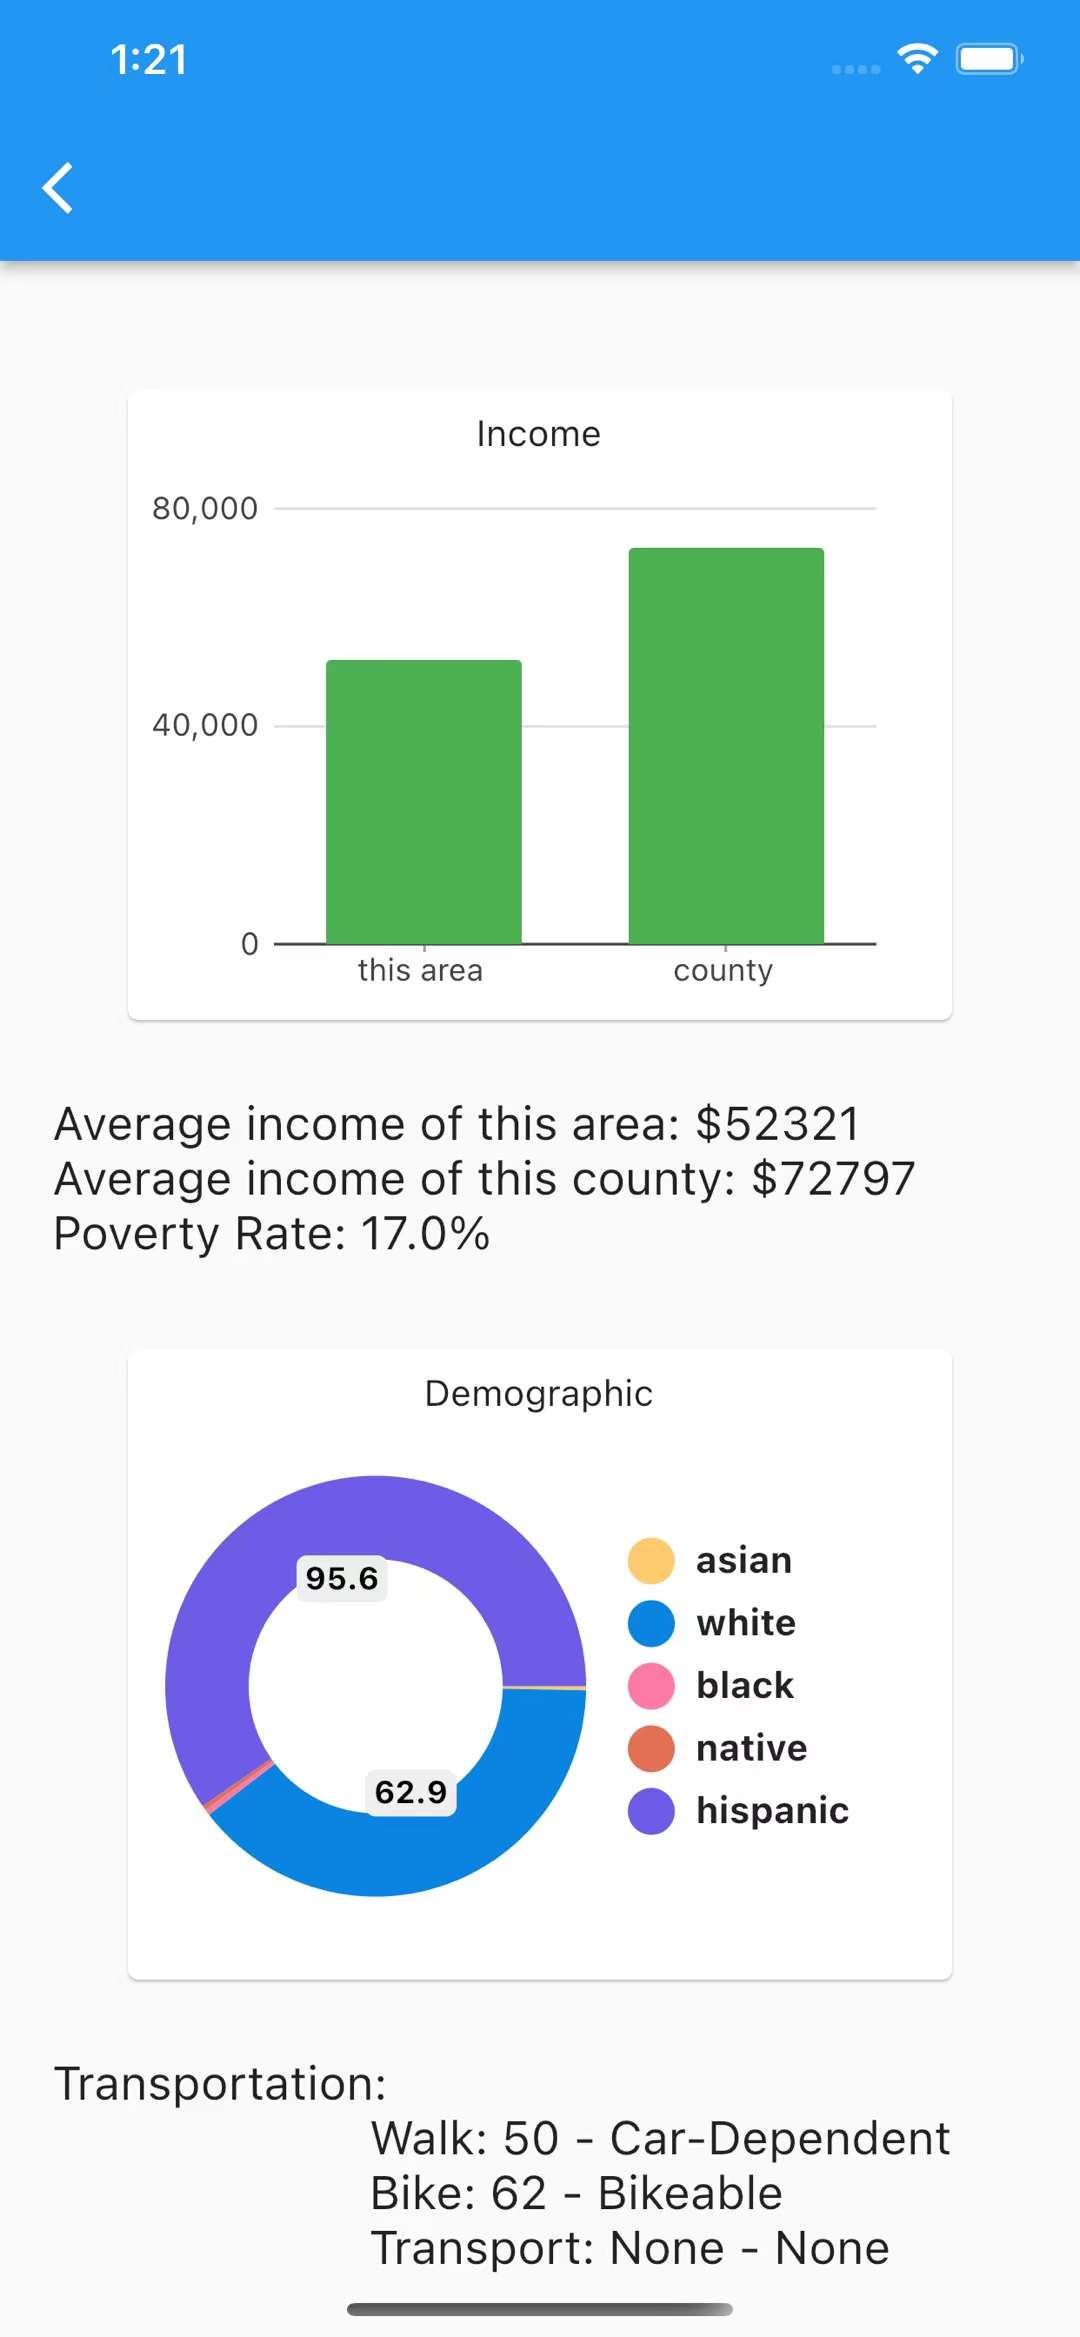 1:21
Income
80,000
40,000
0
this area county
Average income of this area: $52321
Average income of this county: $72797
Poverty Rate: 17.0%
Demographic
95.6
62.9
asian
white
black
native
hispanic
Transportation:
Walk: 50 - Car-Dependent
Bike: 62 - Bikeable
Transport: None - None